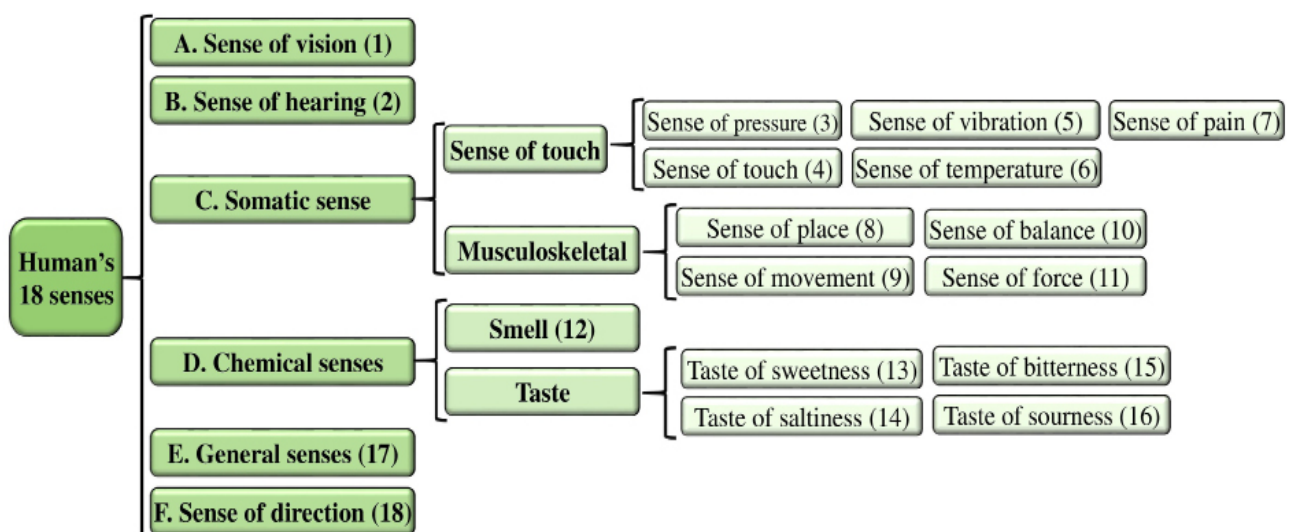 Human's
18 senses
A. Sense of vision (1)
B. Sense of hearing (2)
C. Somatic sense
Sense of touch
Sense of pressure (3)
Sense of vibration (5)
Sense of pain (7)
Sense of touch (4)
Sense of temperature (6)
Musculoskeletal
Sense of place (8)
Sense of balance (10)
Sense of movement (9)
Sense of force (11)
D. Chemical senses
Smell (12)
Taste
Taste of sweetness (13)
Taste of bitterness (15)
Taste of saltiness (14)
Taste of sourness (16)
E. General senses (17)
F. Sense of direction (18)